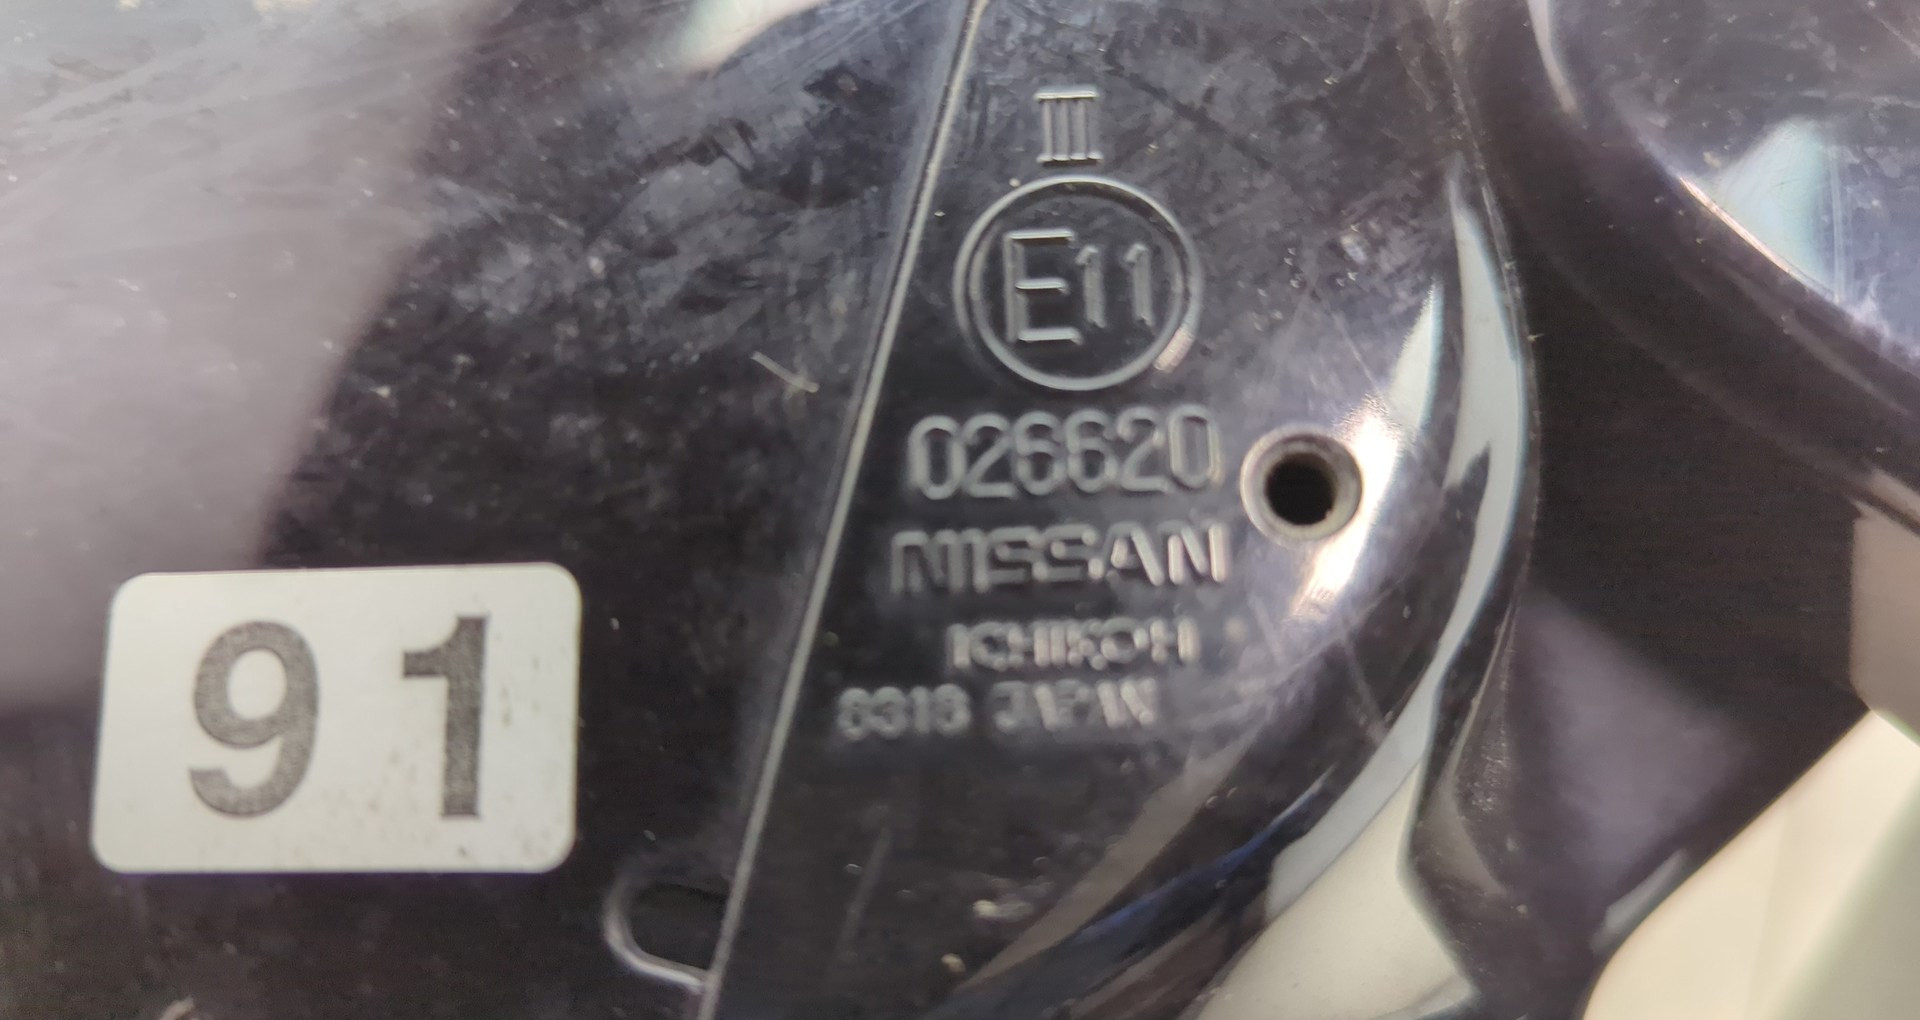 III
E11
026620
NISSAN
ICHIKOH
8318 JAPAN
91